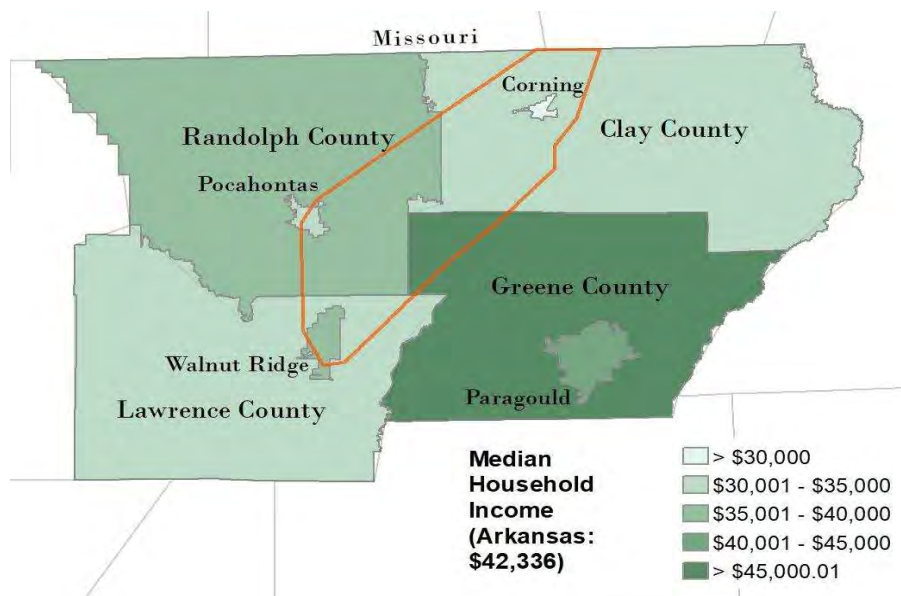 Missouri
Corning
Randolph County
Clay County
Pocahontas
Greene County
Walnut Ridge
Paragould
Lawrence County
Median
Household
Income
(Arkansas:
$42,336)
> $30,000
$30,001 - $35,000
$35,001 - $40,000
$40,001 - $45,000
> $45,000.01